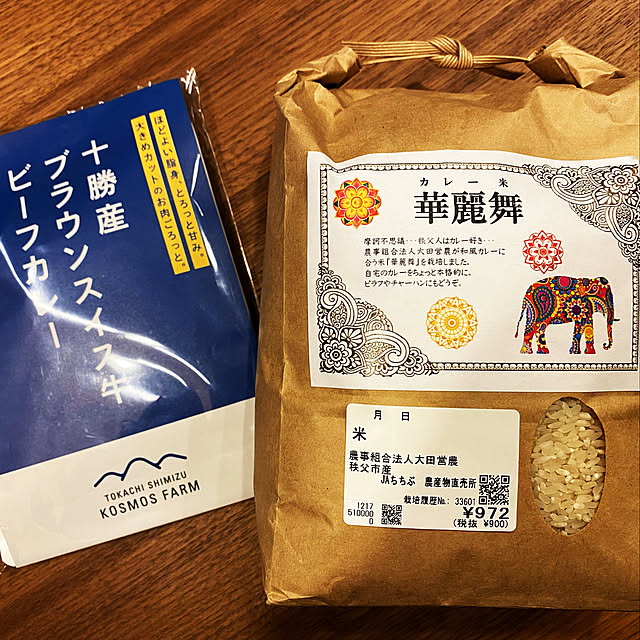 ほどよい脂身、とろっと甘み。
大きめカットのお肉ごろっと。
十勝産
ブラウンスイス牛
ビーフカレー
TOKACHI SHIMIZU
KOSMOS FARM
カレー米
華麗舞
摩訶不思議・・・秩父人はカレー好き・・・
農事組合法人大田営農が和風カレーに
合う米「華麗舞」を栽培しました。
自宅のカレーをちょっと本格的に。
ピラフやチャーハンにもどうぞ。
月 日
米
農事組合法人大田営農
秩父市産
JAちちぶ 農産物直売所
栽培履歴No.: 33601
1217
510000
0
¥972
(税抜 ¥900)